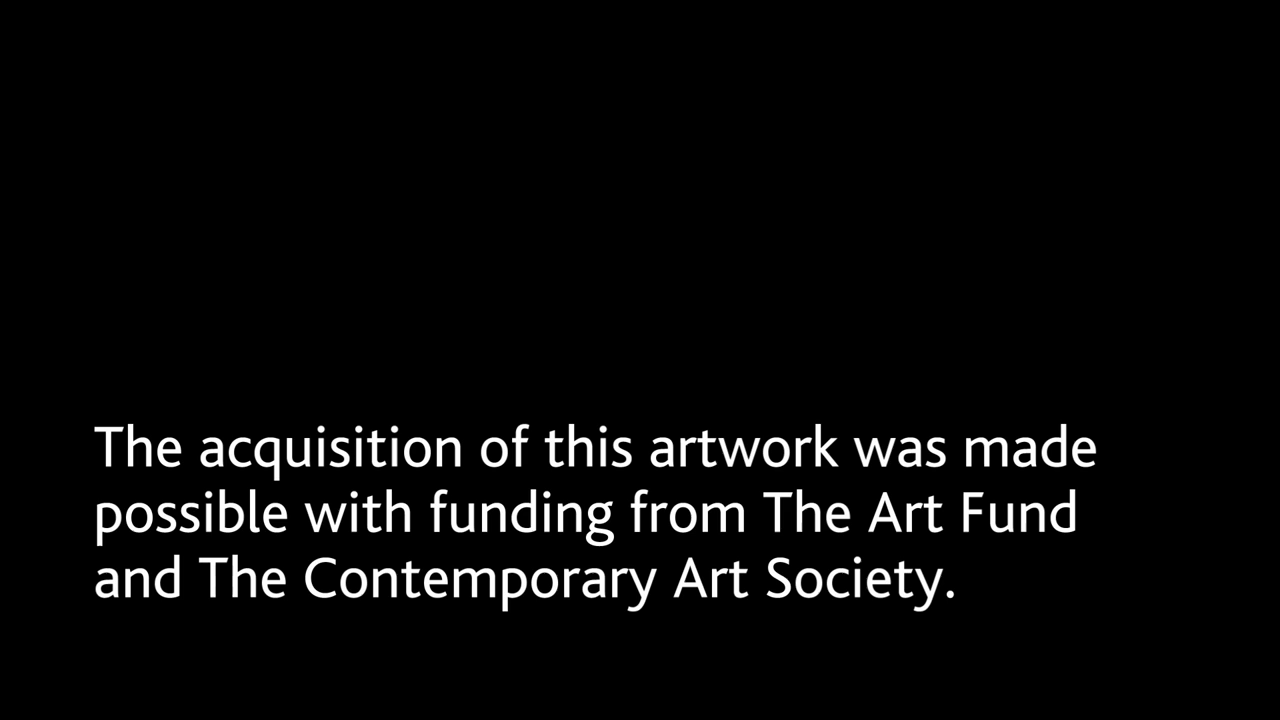 The acquisition of this artwork was made
possible with funding from The Art Fund
and The Contemporary Art Society.